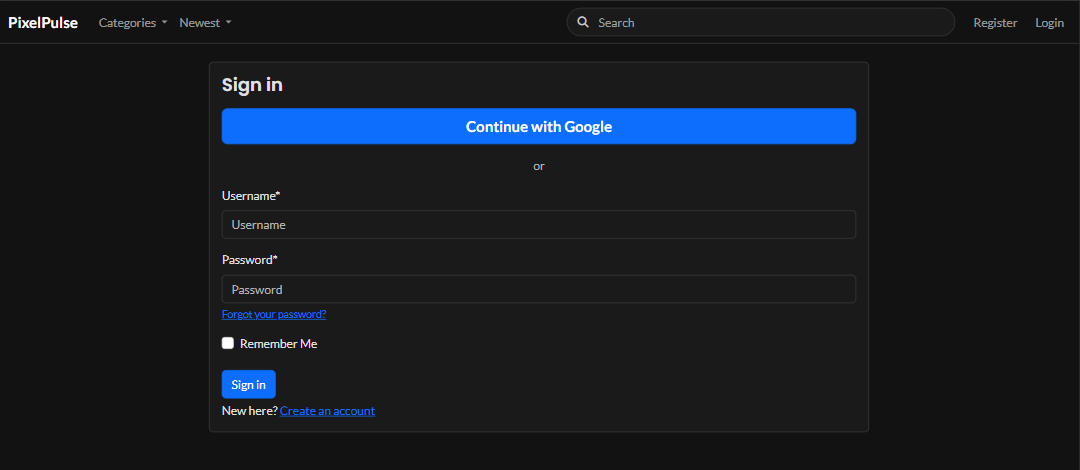 PixelPulse Categories Newest Search Register Login
Sign in
Continue with Google
or
Username*
Username
Password*
Password
Forgot your password?
Remember Me
Sign in
New here? Create an account